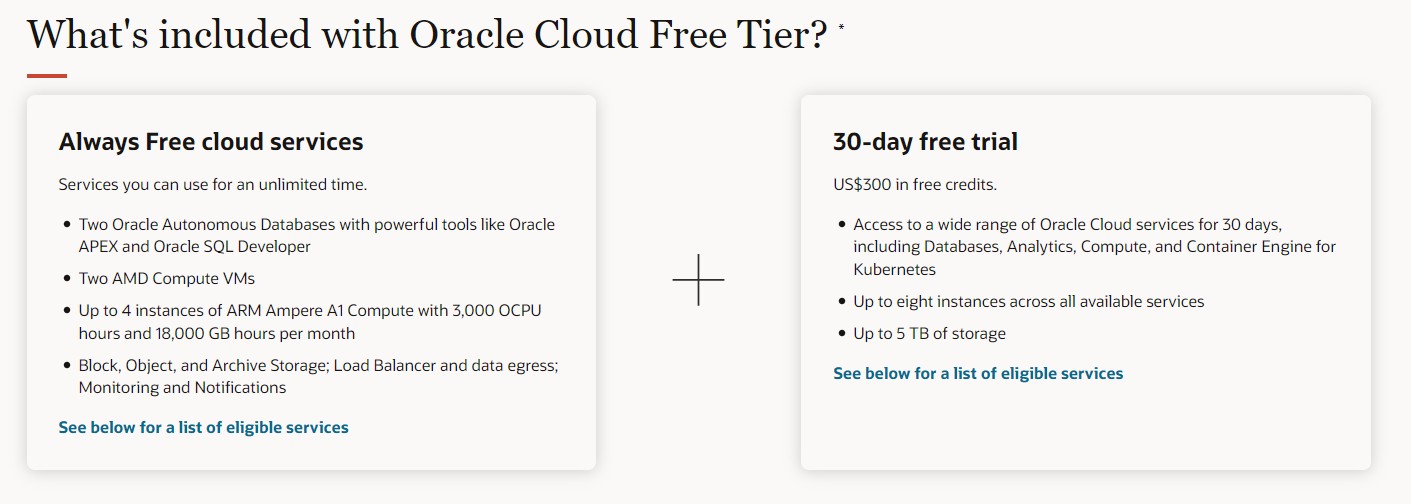 What's included with Oracle Cloud Free Tier? *
Always Free cloud services
Services you can use for an unlimited time.
• Two Oracle Autonomous Databases with powerful tools like Oracle
APEX and Oracle SQL Developer
• Two AMD Compute VMs
• Up to 4 instances of ARM Ampere A1 Compute with 3,000 OCPU
hours and 18,000 GB hours per month
• Block, Object, and Archive Storage; Load Balancer and data egress;
Monitoring and Notifications
See below for a list of eligible services
+
30-day free trial
US$300 in free credits.
• Access to a wide range of Oracle Cloud services for 30 days,
including Databases, Analytics, Compute, and Container Engine for
Kubernetes
• Up to eight instances across all available services
• Up to 5 TB of storage
See below for a list of eligible services